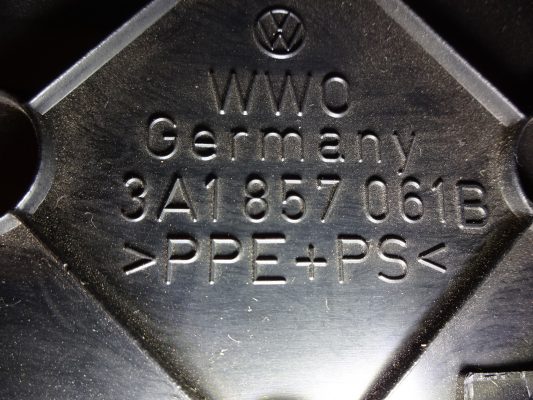 WWO
Germany
3A1 857 061B
>PPE+PS<